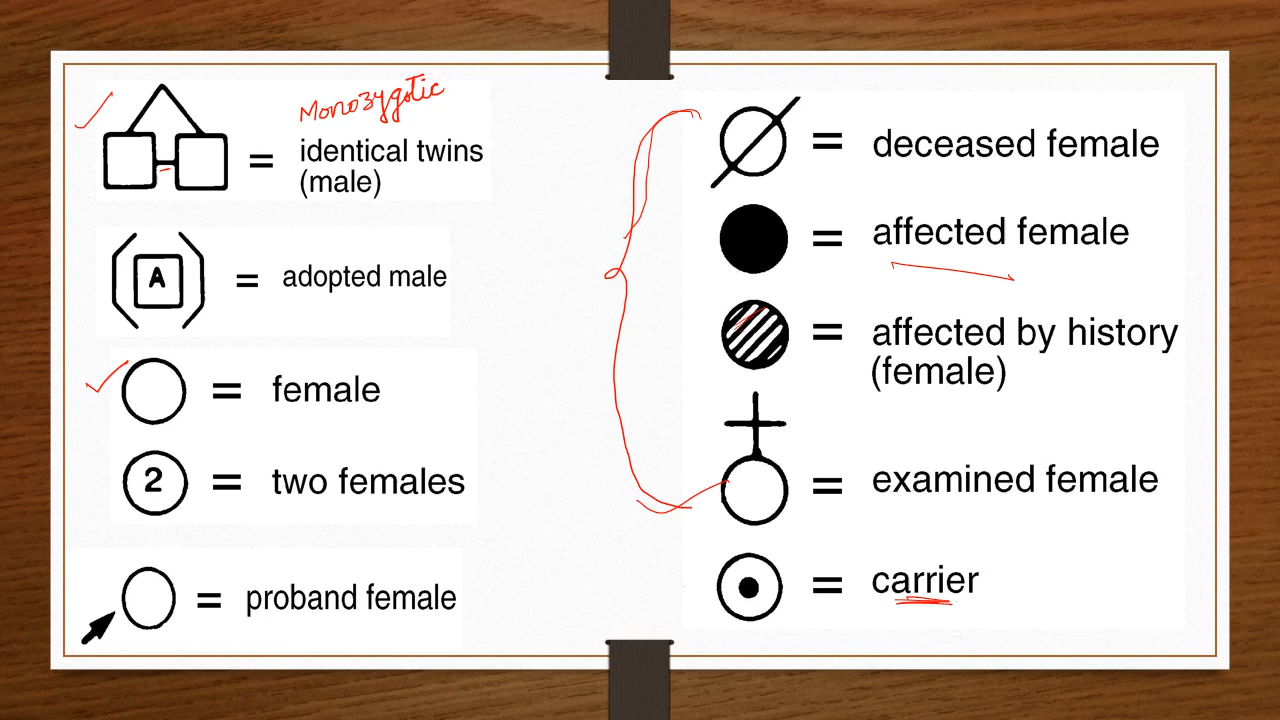 Monozygotic
= identical twins
(male)
(A) = adopted male
= female
2 = two females
= proband female
= deceased female
= affected female
= affected by history
(female)
= examined female
= carrier